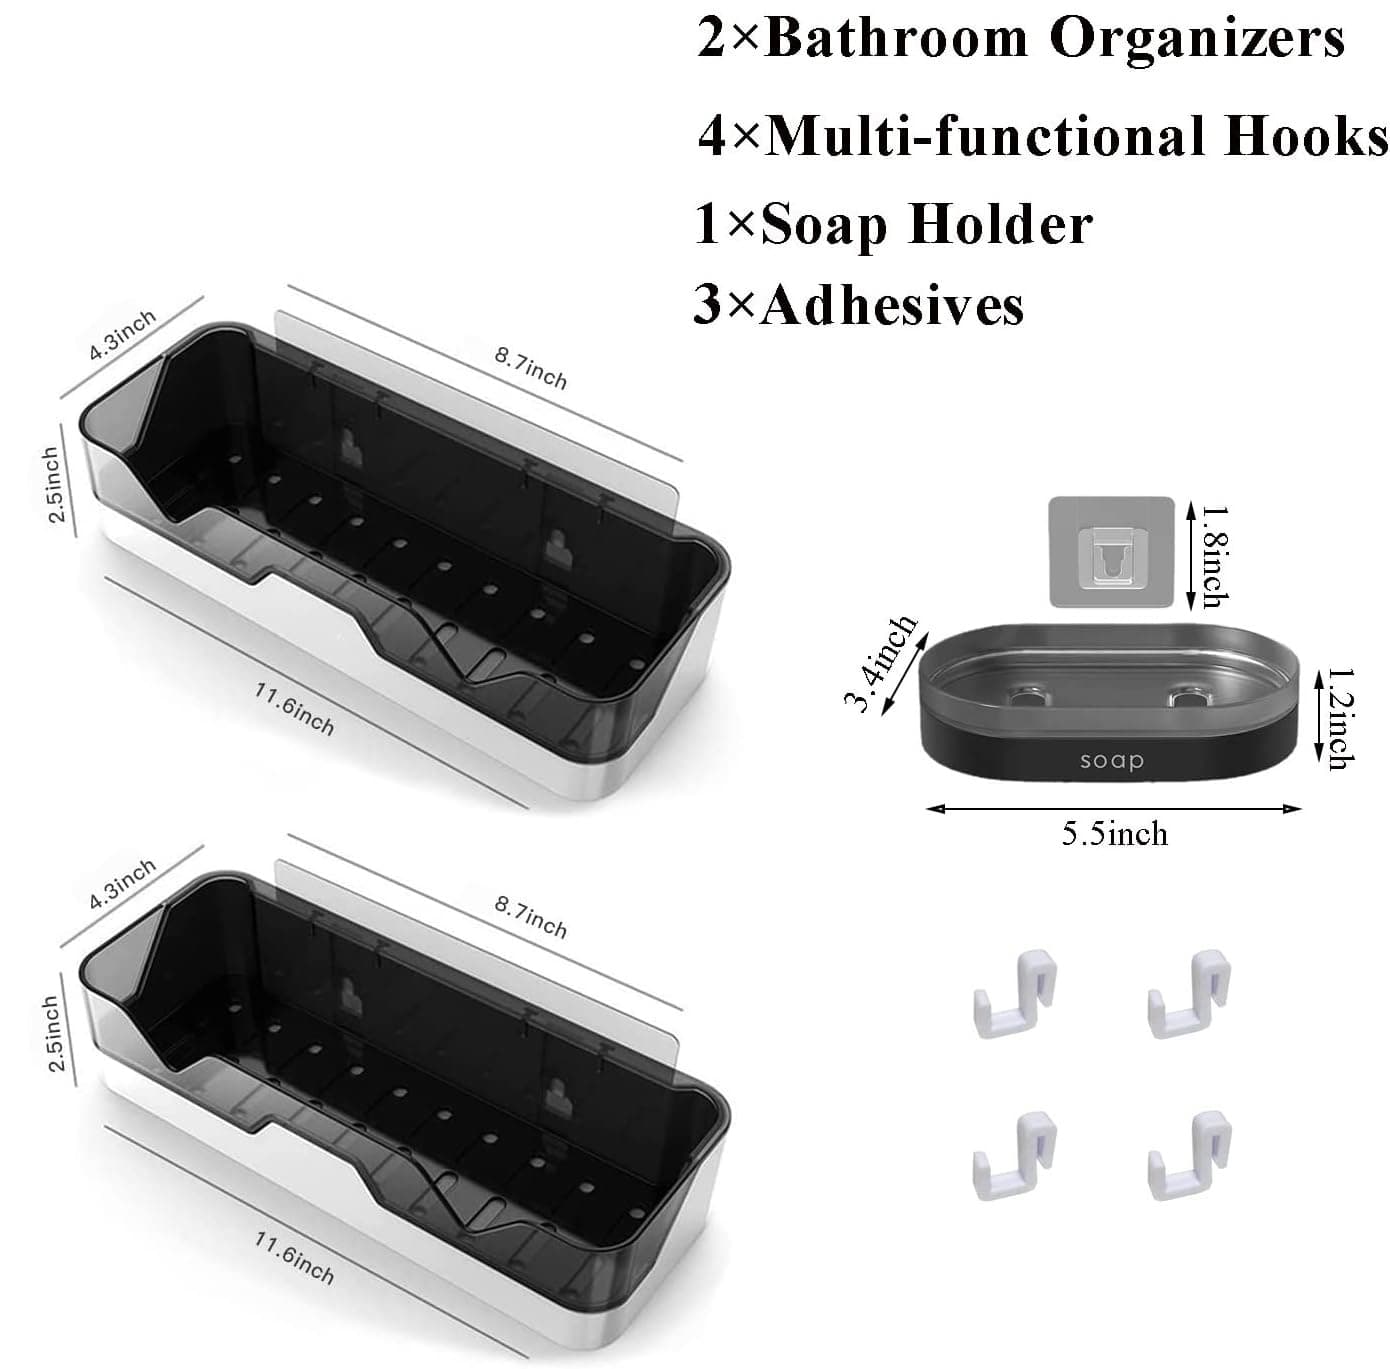 2×Bathroom Organizers
4×Multi-functional Hooks
1×Soap Holder
3×Adhesives
4.3inch
8.7inch
2.5inch
11.6inch
1.8inch
3.4inch
1.2inch
soap
5.5inch
4.3inch
8.7inch
2.5inch
11.6inch